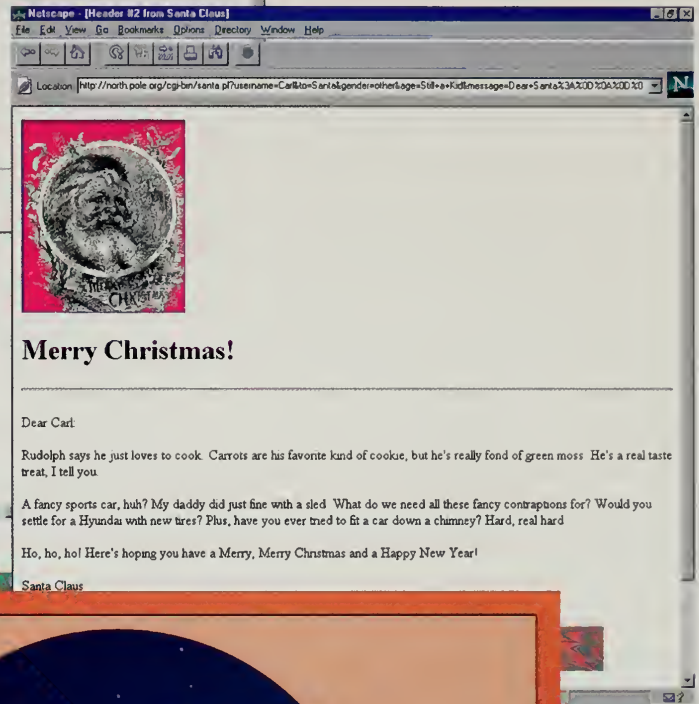 Netscape - [Header #2 from Santa Claus]
File Edit View Go Bookmarks Options Directory Window Help
Location: http://north.pole.org/cgi-bin/santa.pl?username=Carl&to=Santa&gender=other&age=Still+a+Kid&message=Dear+Santa%3A%0D%0A%0D%0
N
MERRY
CHRISTMAS
Merry Christmas!
Dear Carl:
Rudolph says he just loves to cook. Carrots are his favorite kind of cookie, but he's really fond of green moss. He's a real taste
treat, I tell you.
A fancy sports car, huh? My daddy did just fine with a sled. What do we need all these fancy contraptions for? Would you
settle for a Hyundai with new tires? Plus, have you ever tried to fit a car down a chimney? Hard, real hard
Ho, ho, ho! Here's hoping you have a Merry, Merry Christmas and a Happy New Year!
Santa Claus